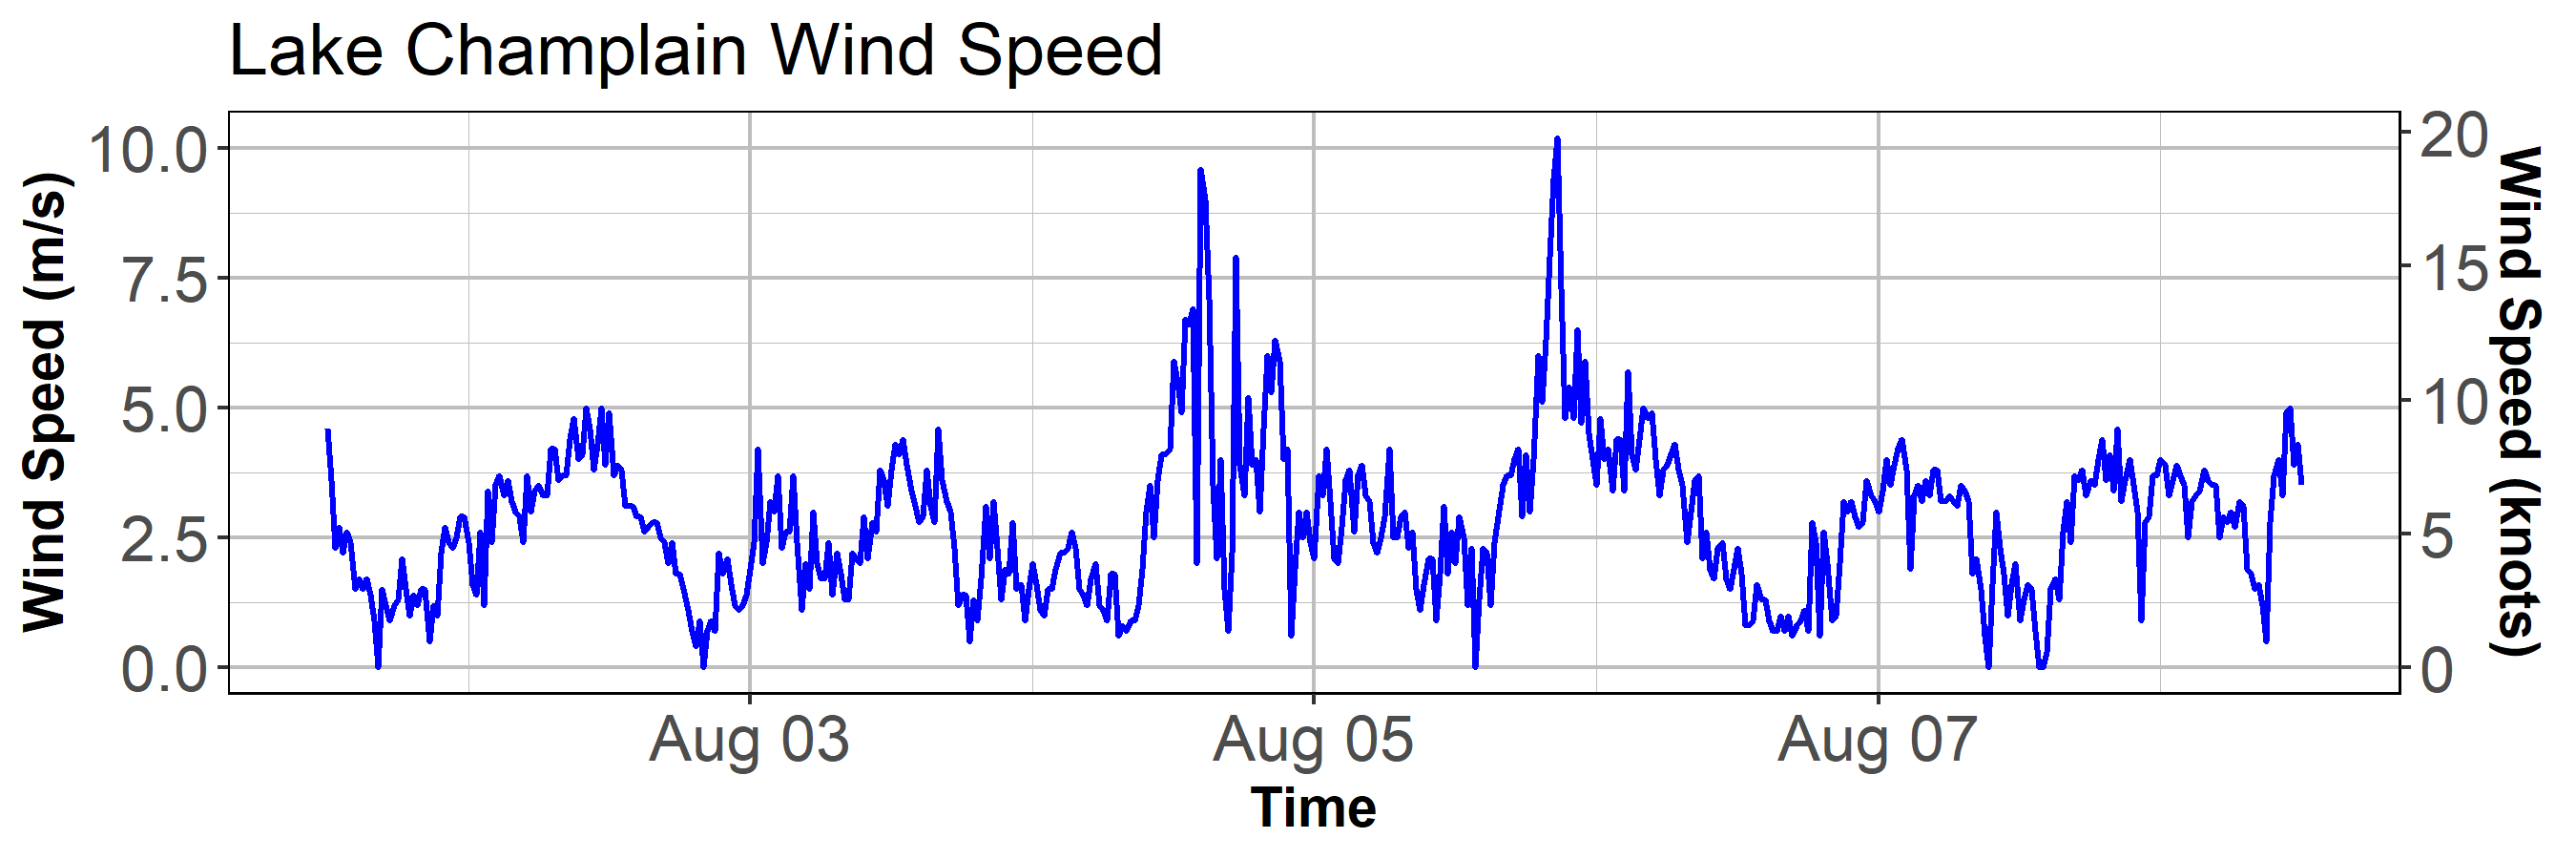 Lake Champlain Wind Speed
Wind Speed (m/s)
10.0
7.5
5.0
2.5
0.0
20
15
10
5
0
Wind Speed (knots)
Aug 03 Aug 05 Aug 07
Time